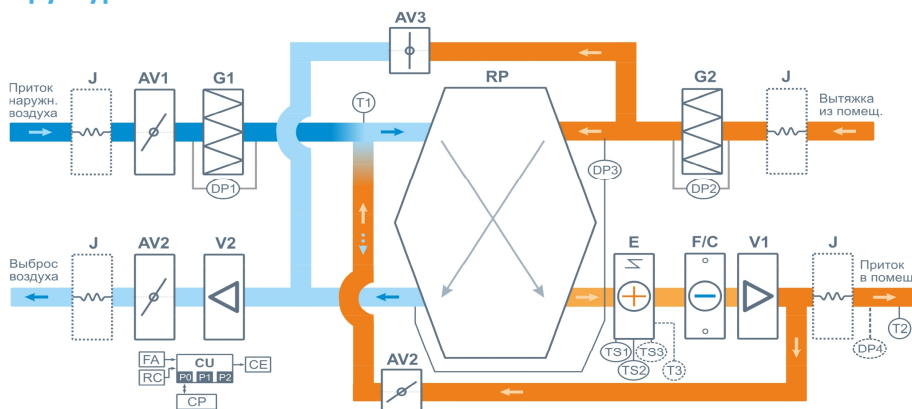 AV3
Приток
наружн.
воздуха
J
AV1
G1
T1
RP
G2
J
Вытяжка
из помещ.
DP1
DP3
DP2
Выброс
воздуха
J
AV2
V2
E
F/C
V1
J
Приток
в помещ
T2
TS1
TS2
TS3
T3
DP4
FA
RC
CU
P0 P1 P2
CE
CP
AV2